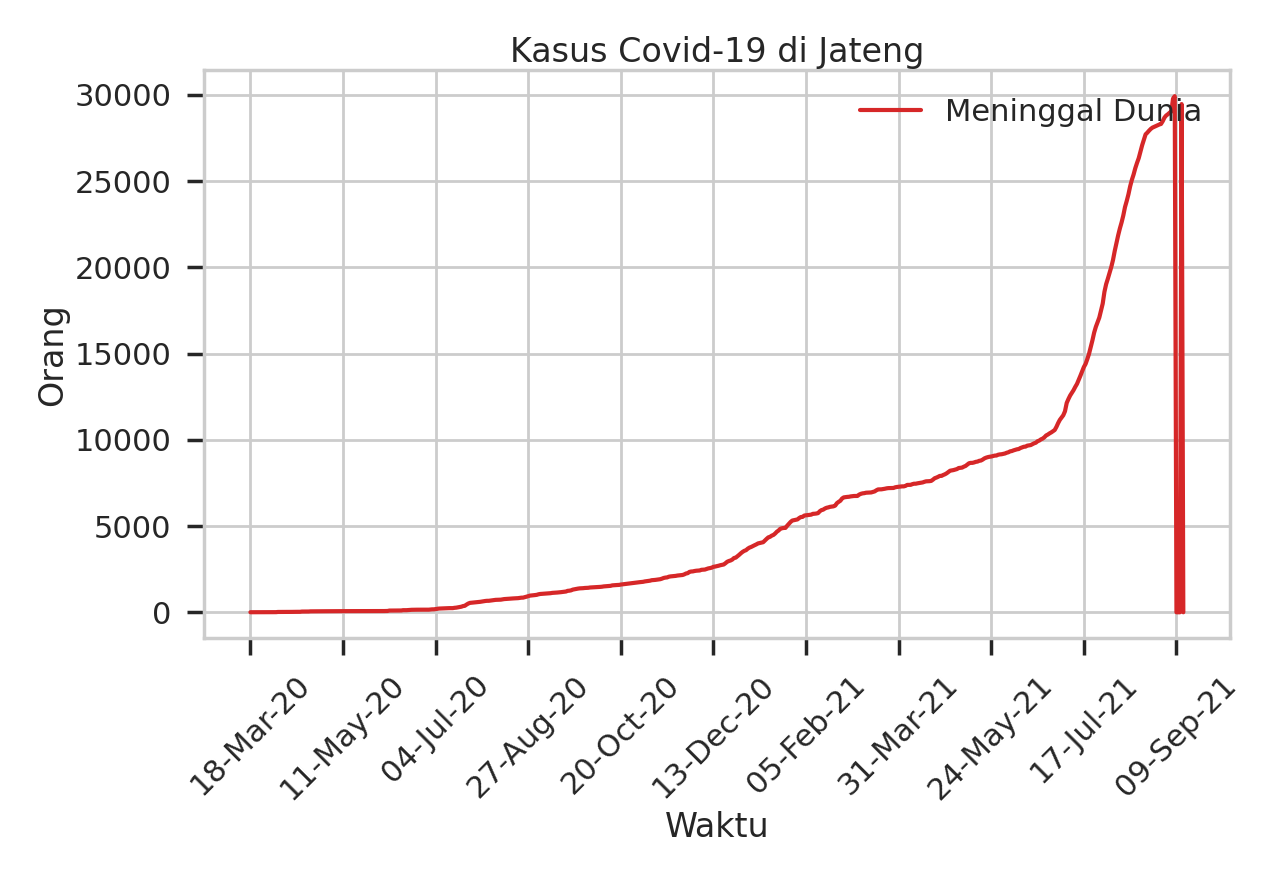 Kasus Covid-19 di Jateng
Meninggal Dunia
Orang
30000
25000
20000
15000
10000
5000
0
18-Mar-20
11-May-20
04-Jul-20
27-Aug-20
20-Oct-20
13-Dec-20
05-Feb-21
31-Mar-21
24-May-21
17-Jul-21
09-Sep-21
Waktu